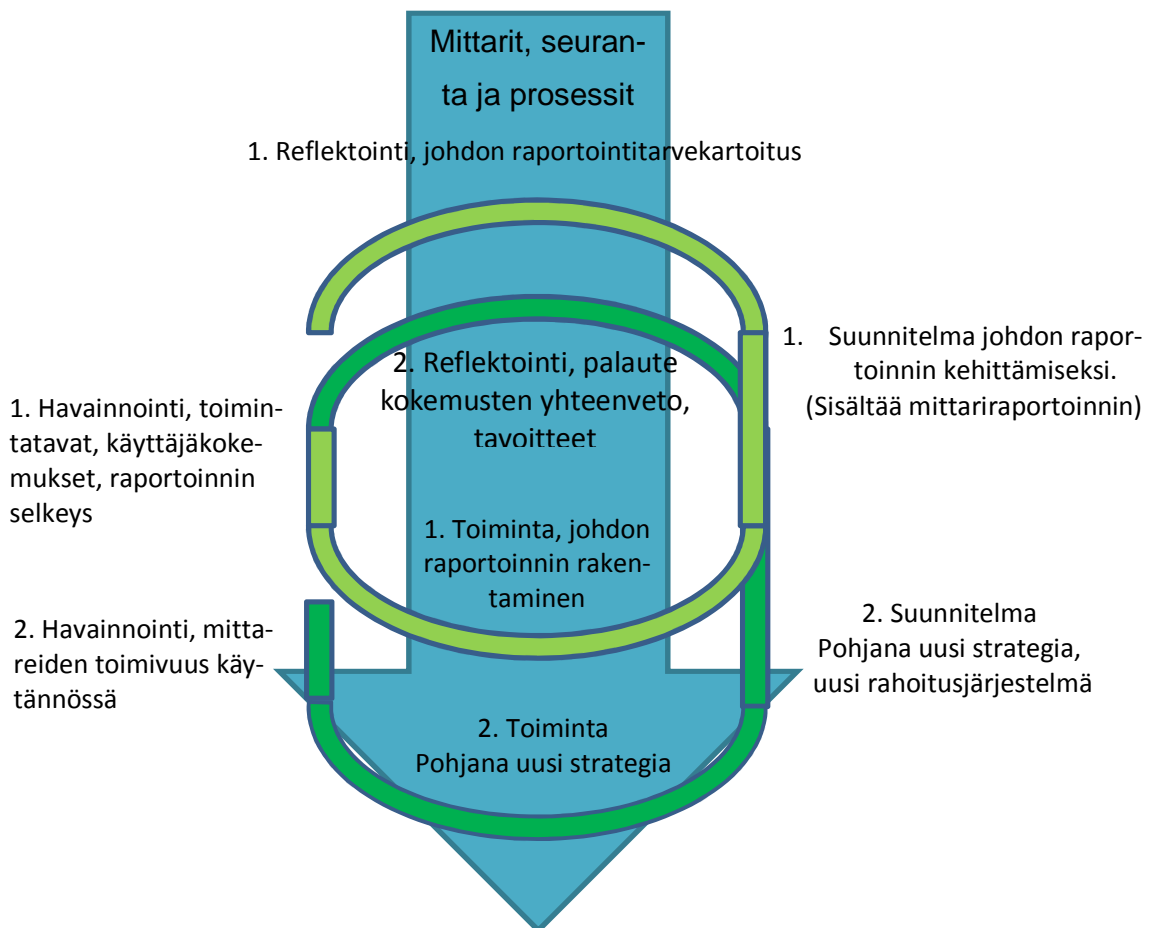 Mittarit, seuran-
ta ja prosessit
1. Reflektointi, johdon raportointitarvekartoitus
1. Suunnitelma johdon rapor-
toinnin kehittämiseksi.
(Sisältää mittariraportoinnin)
2. Reflektointi, palaute
kokemusten yhteenveto,
tavoitteet
1. Havainnointi, toimin-
tatavat, käyttäjäkoke-
mukset, raportoinnin
selkeys
1. Toiminta, johdon
raportoinnin raken-
taminen
2. Suunnitelma
Pohjana uusi strategia,
uusi rahoitusjärjestelmä
2. Havainnointi, mitta-
reiden toimivuus käy-
tännössä
2. Toiminta
Pohjana uusi strategia